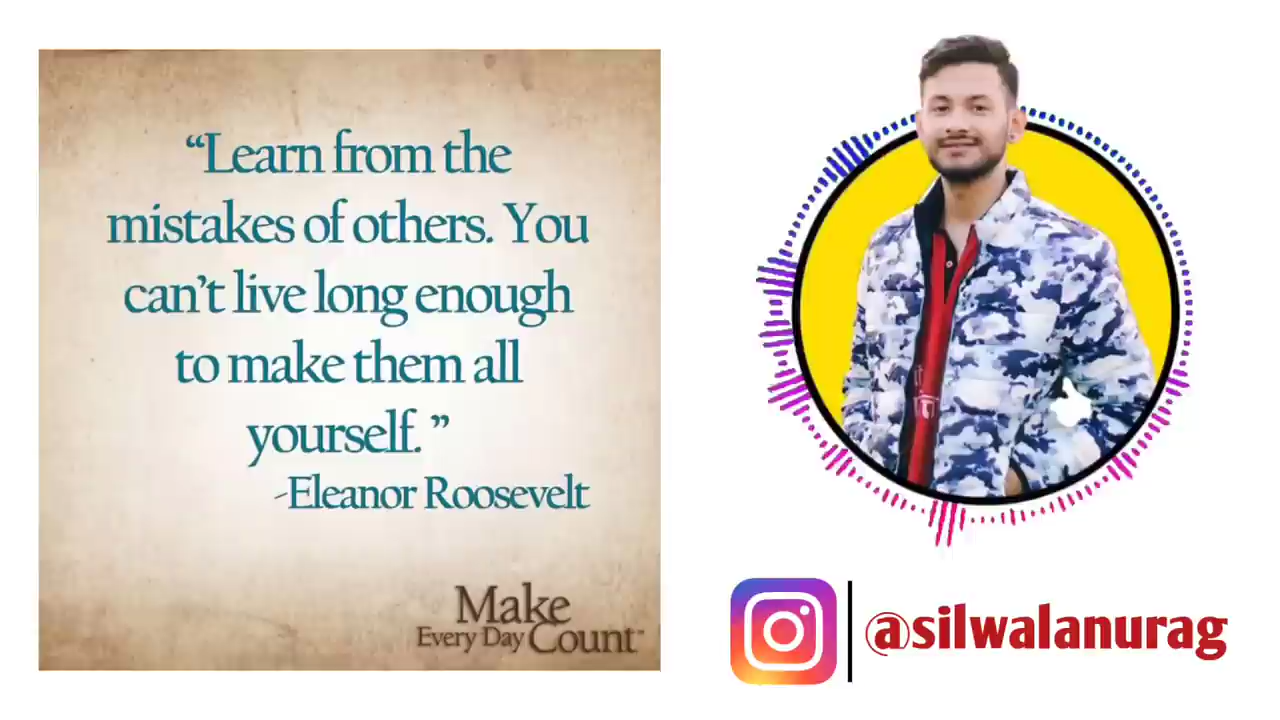 “Learn from the
mistakes of others. You
can’t live long enough
to make them all
yourself. ”
-Eleanor Roosevelt
Make
Every Day Count™
@silwalanurag